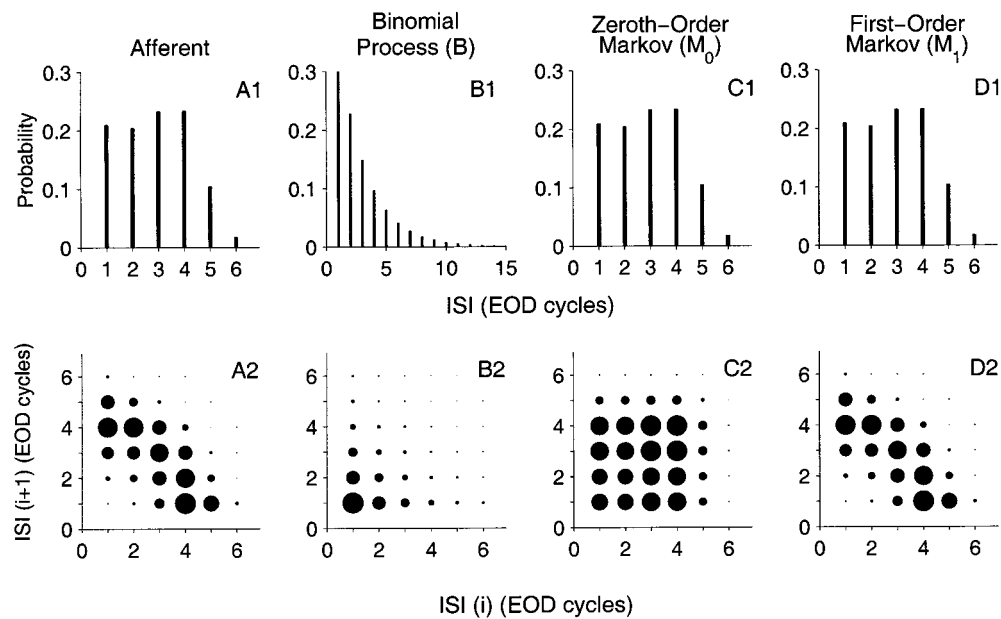 Afferent
Binomial
Process (B)
Zeroth-Order
Markov (M0)
First-Order
Markov (M1)
Probability
0.3
0.2
0.1
0
A1
0 1 2 3 4 5 6
0.3
0.2
0.1
0
B1
0 5 10 15
0.3
0.2
0.1
0
C1
0 1 2 3 4 5 6
0.3
0.2
0.1
0
D1
0 1 2 3 4 5 6
ISI (EOD cycles)
ISI (i+1) (EOD cycles)
6
4
2
0
A2
0 2 4 6
6
4
2
0
B2
0 2 4 6
6
4
2
0
C2
0 2 4 6
6
4
2
0
D2
0 2 4 6
ISI (i) (EOD cycles)